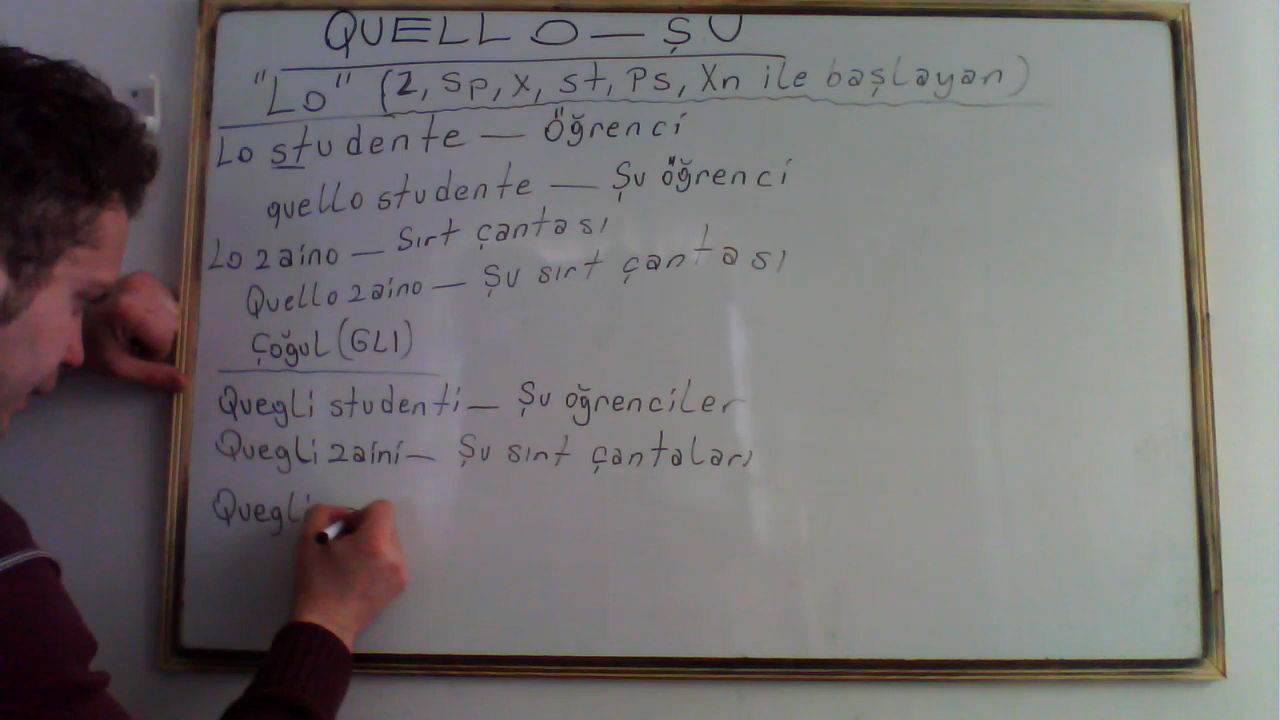 QUELLO — ŞU
"Lo" (z, sp, x, st, Ps, Xn ile başlayan)
Lo studente — Öğrenci
quello studente — Şu öğrenci
Lo zaino — Sırt çantası
Quello zaino — Şu sırt çantası
Çoğul (GLI)
Quegli studenti — Şu öğrenciler
Quegli zaini — Şu sırt çantaları
Quegli